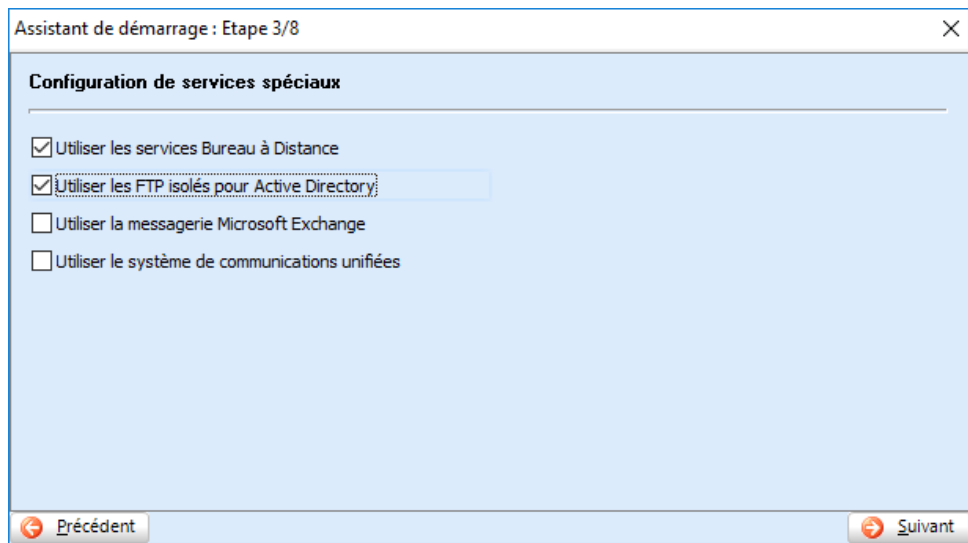 Assistant de démarrage : Etape 3/8
Configuration de services spéciaux
Utiliser les services Bureau à Distance
Utiliser les FTP isolés pour Active Directory
Utiliser la messagerie Microsoft Exchange
Utiliser le système de communications unifiées
Précédent
Suivant